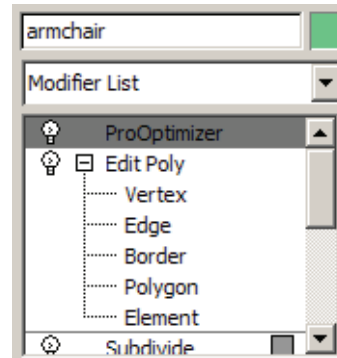 armchair
Modifier List
ProOptimizer
Edit Poly
Vertex
Edge
Border
Polygon
Element
Subdivide